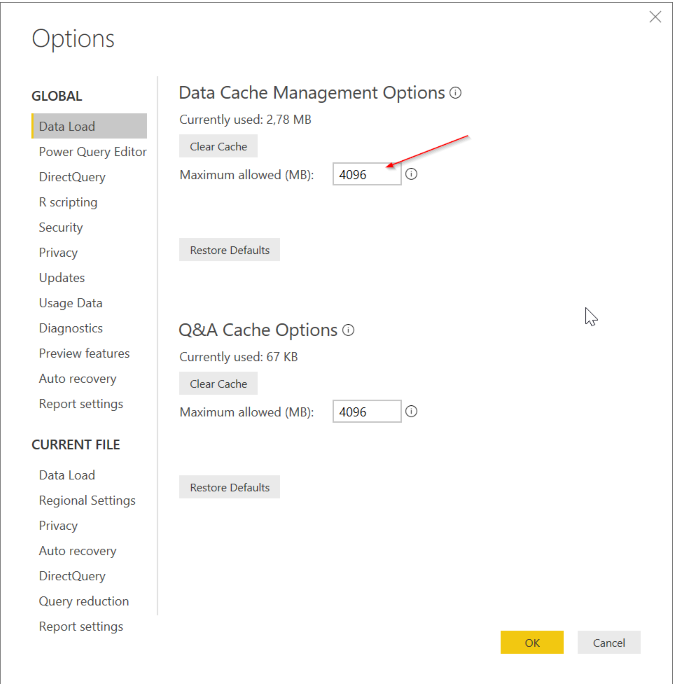 Options
GLOBAL
Data Load
Power Query Editor
DirectQuery
R scripting
Security
Privacy
Updates
Usage Data
Diagnostics
Preview features
Auto recovery
Report settings
CURRENT FILE
Data Load
Regional Settings
Privacy
Auto recovery
DirectQuery
Query reduction
Report settings
Data Cache Management Options
Currently used: 2,78 MB
Clear Cache
Maximum allowed (MB): 4096
Restore Defaults
Q&A Cache Options
Currently used: 67 KB
Clear Cache
Maximum allowed (MB): 4096
Restore Defaults
OK Cancel